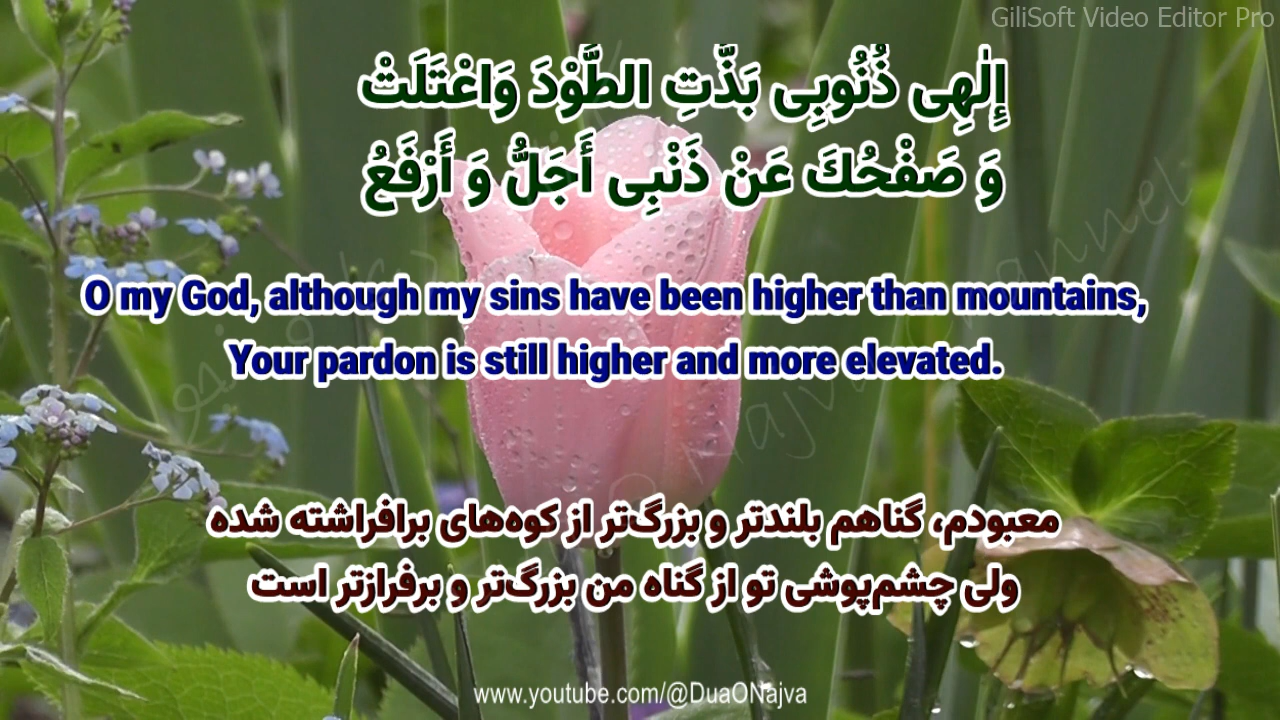 GiliSoft Video Editor Pro
إِلٰهِی ذُنُوبِی بَذَّتِ الطَّوْدَ وَاعْتَلَتْ
وَ صَفْحُكَ عَنْ ذَنْبِی أَجَلُّ وَ أَرْفَعُ
O my God, although my sins have been higher than mountains,
Your pardon is still higher and more elevated.
معبودم، گناهم بلندتر و بزرگ‌تر از کوه‌های برافراشته شده
ولی چشم‌پوشی تو از گناه من بزرگ‌تر و برفرازتر است
www.youtube.com/@DuaONajva